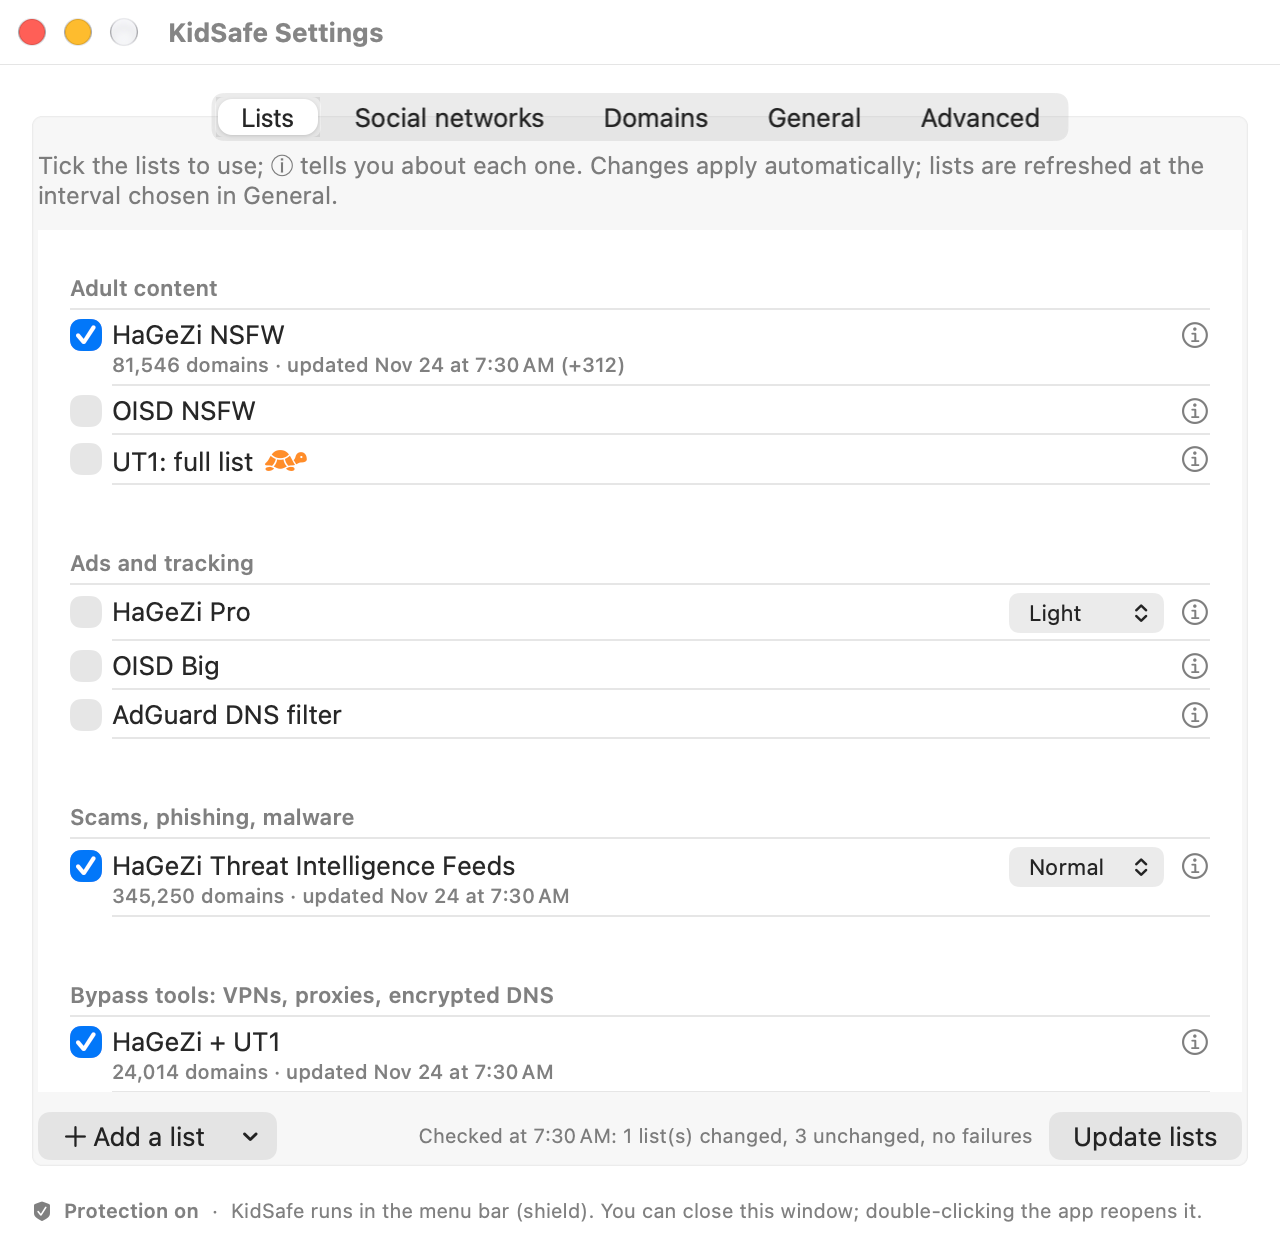 KidSafe Settings
Lists
Social networks
Domains
General
Advanced
Tick the lists to use; ⓘ tells you about each one. Changes apply automatically; lists are refreshed at the
interval chosen in General.
Adult content
HaGeZi NSFW
81,546 domains · updated Nov 24 at 7:30 AM (+312)
OISD NSFW
UT1: full list
Ads and tracking
HaGeZi Pro
Light
OISD Big
AdGuard DNS filter
Scams, phishing, malware
HaGeZi Threat Intelligence Feeds
Normal
345,250 domains · updated Nov 24 at 7:30 AM
Bypass tools: VPNs, proxies, encrypted DNS
HaGeZi + UT1
24,014 domains · updated Nov 24 at 7:30 AM
+ Add a list
Checked at 7:30 AM: 1 list(s) changed, 3 unchanged, no failures
Update lists
Protection on · KidSafe runs in the menu bar (shield). You can close this window; double-clicking the app reopens it.